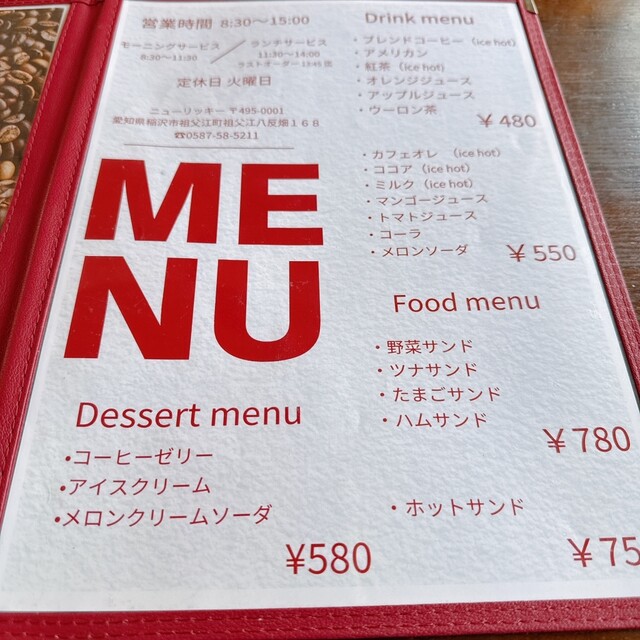 営業時間 8:30～15:00
モーニングサービス
8:30～11:30
／
ランチサービス
11:30～14:00
ラストオーダー 13:45 迄
定休日 火曜日
ニューリッキー 〒495-0001
愛知県稲沢市祖父江町祖父江八反畑１６８
☎0587-58-5211
ME
NU
Dessert menu
•コーヒーゼリー
•アイスクリーム
•メロンクリームソーダ
¥580
Drink menu
・ブレンドコーヒー（ice hot）
・アメリカン
・紅茶（ice hot）
・オレンジジュース
・アップルジュース
・ウーロン茶
￥480
・カフェオレ （ice hot）
・ココア（ice hot）
・ミルク（ice hot）
・マンゴージュース
・トマトジュース
・コーラ
・メロンソーダ
￥550
Food menu
・野菜サンド
・ツナサンド
・たまごサンド
・ハムサンド
￥780
・ホットサンド
￥75